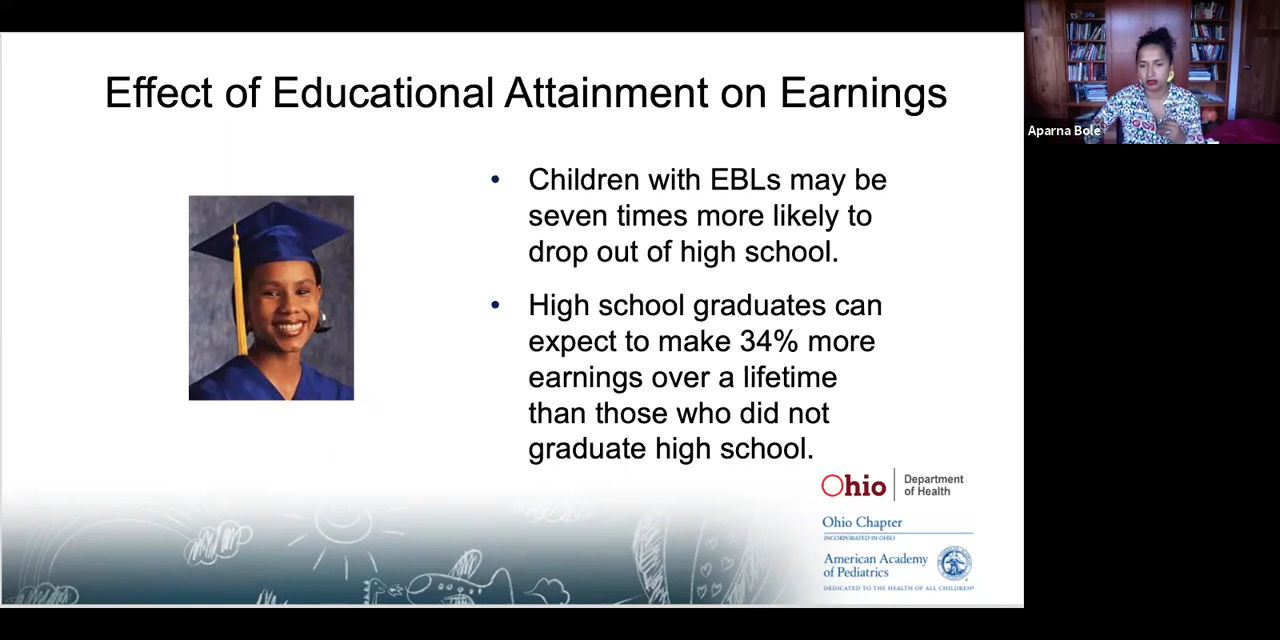 Effect of Educational Attainment on Earnings
Aparna Bole
• Children with EBLs may be
seven times more likely to
drop out of high school.
• High school graduates can
expect to make 34% more
earnings over a lifetime
than those who did not
graduate high school.
Ohio
Department
of Health
Ohio Chapter
INCORPORATED IN OHIO
American Academy
of Pediatrics
DEDICATED TO THE HEALTH OF ALL CHILDREN®